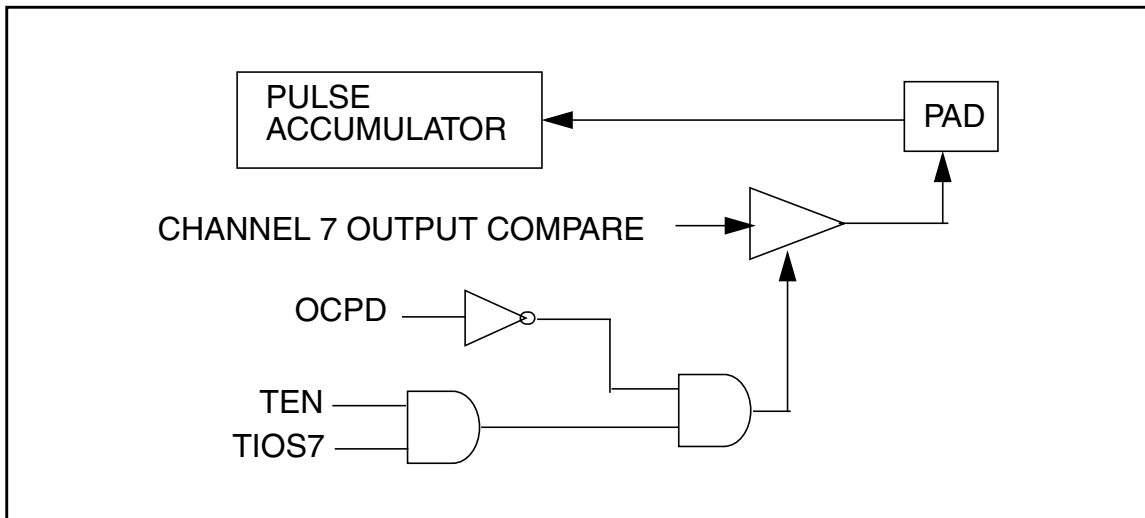 PULSE
ACCUMULATOR
PAD
CHANNEL 7 OUTPUT COMPARE
OCPD
TEN
TIOS7